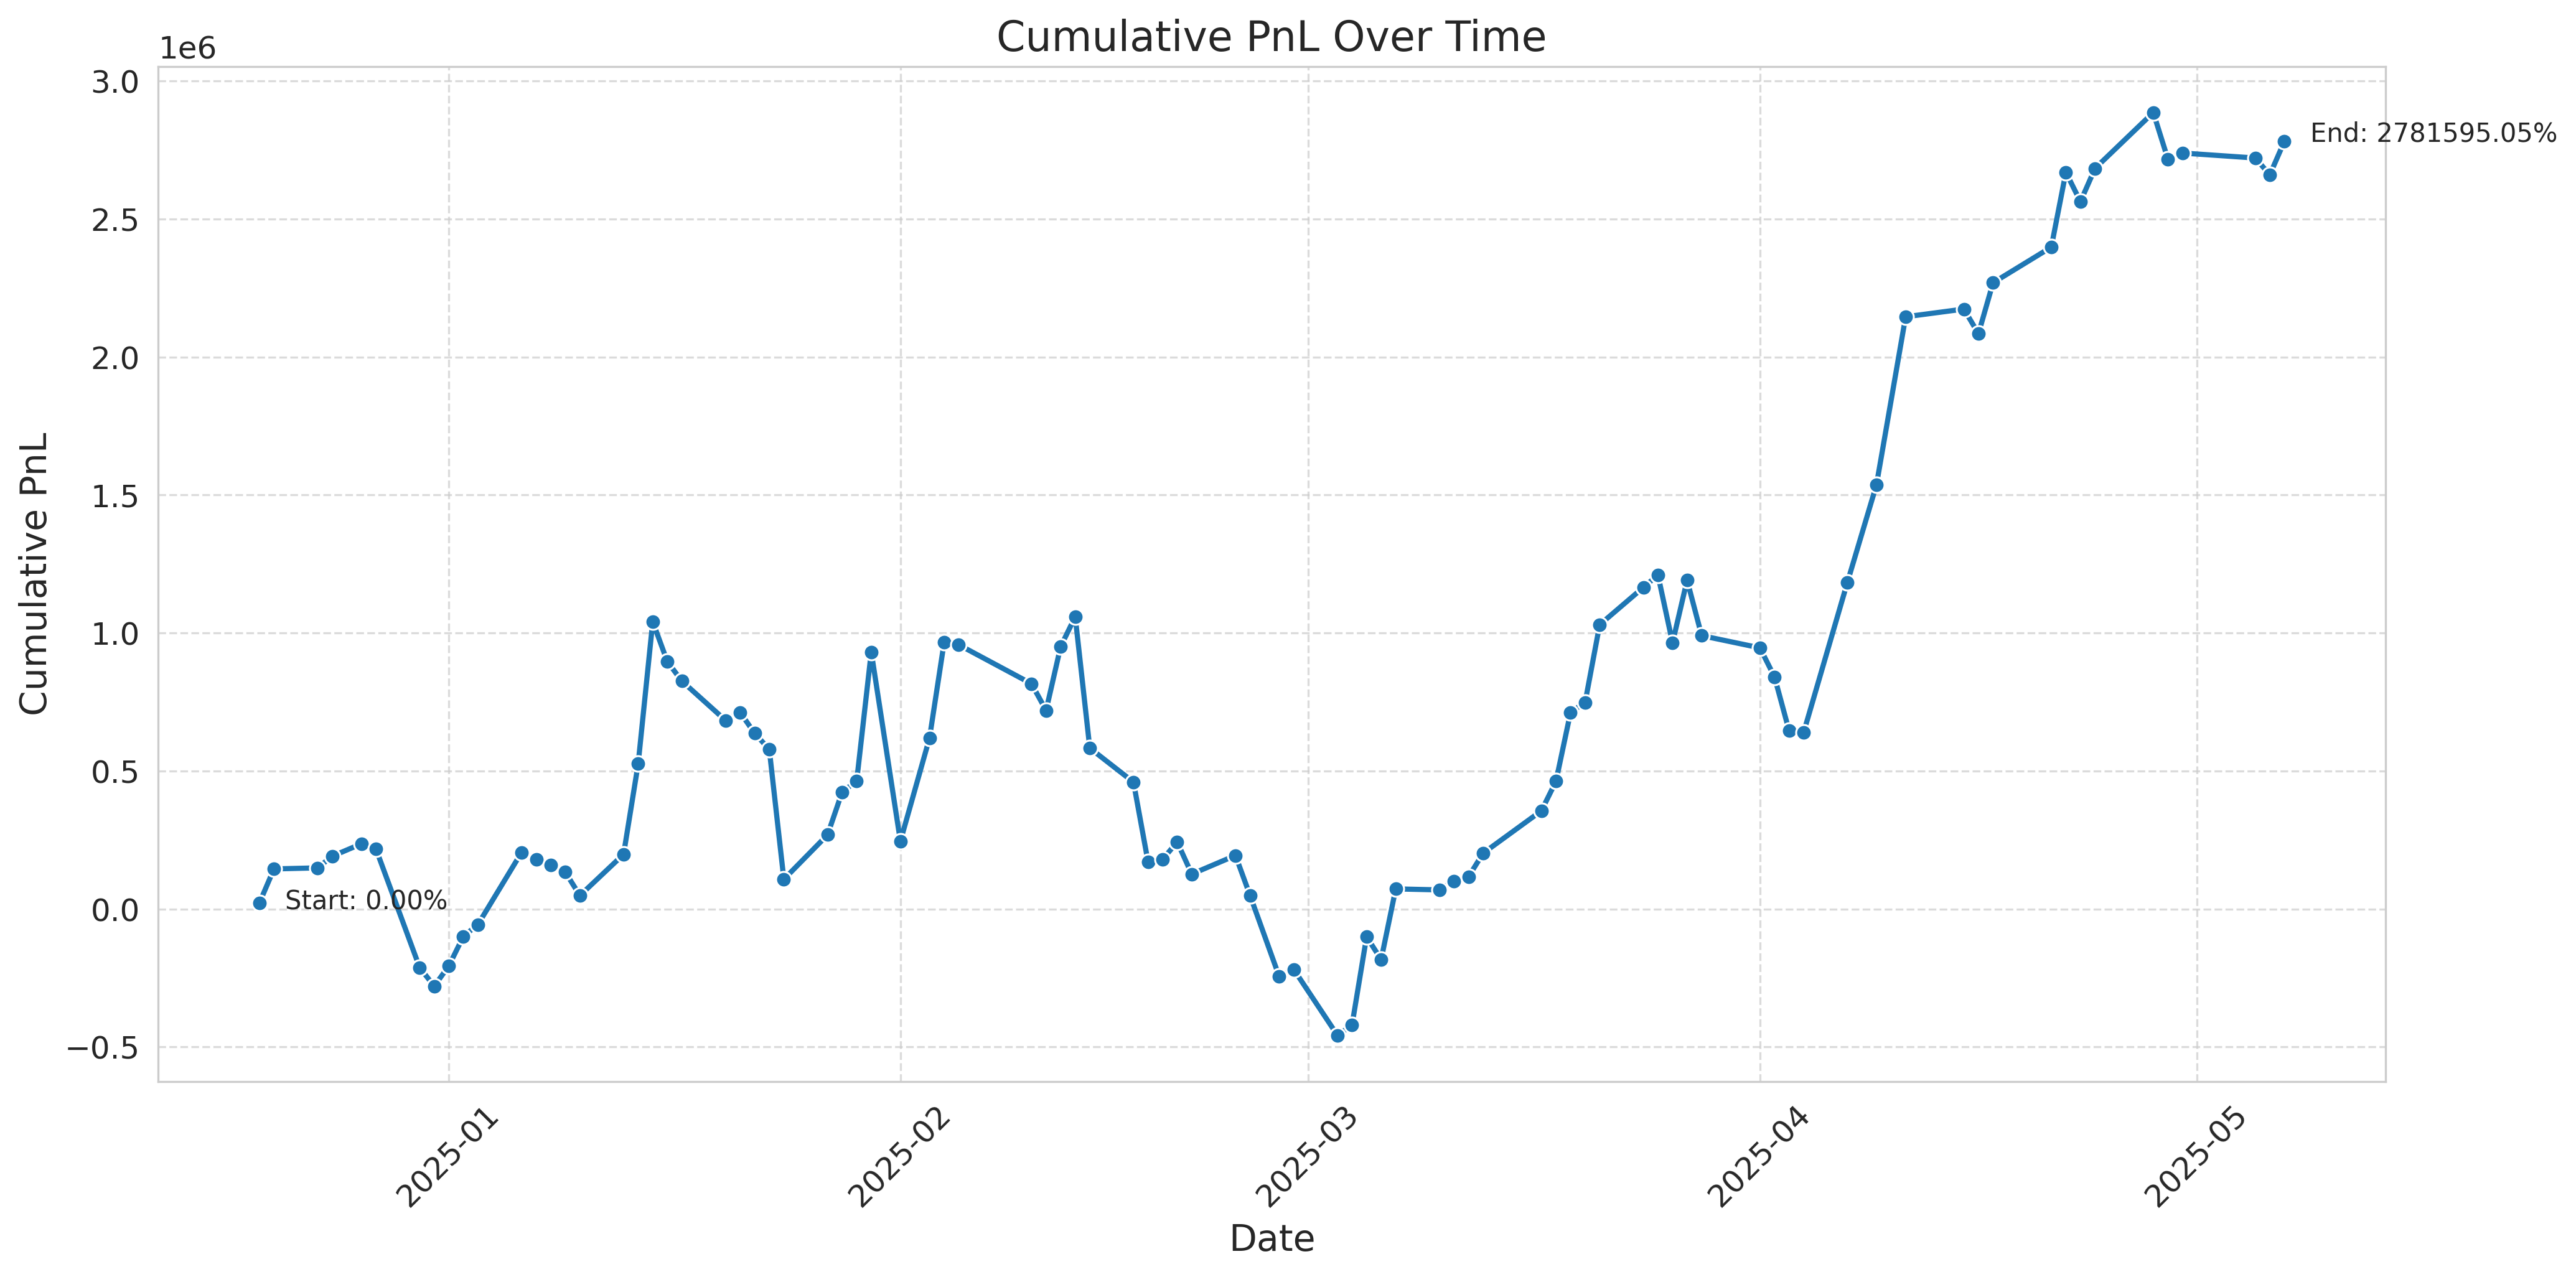 Cumulative PnL Over Time
1e6
3.0
2.5
2.0
1.5
1.0
0.5
0.0
−0.5
Cumulative PnL
Start: 0.00%
End: 2781595.05%
2025-01
2025-02
2025-03
2025-04
2025-05
Date